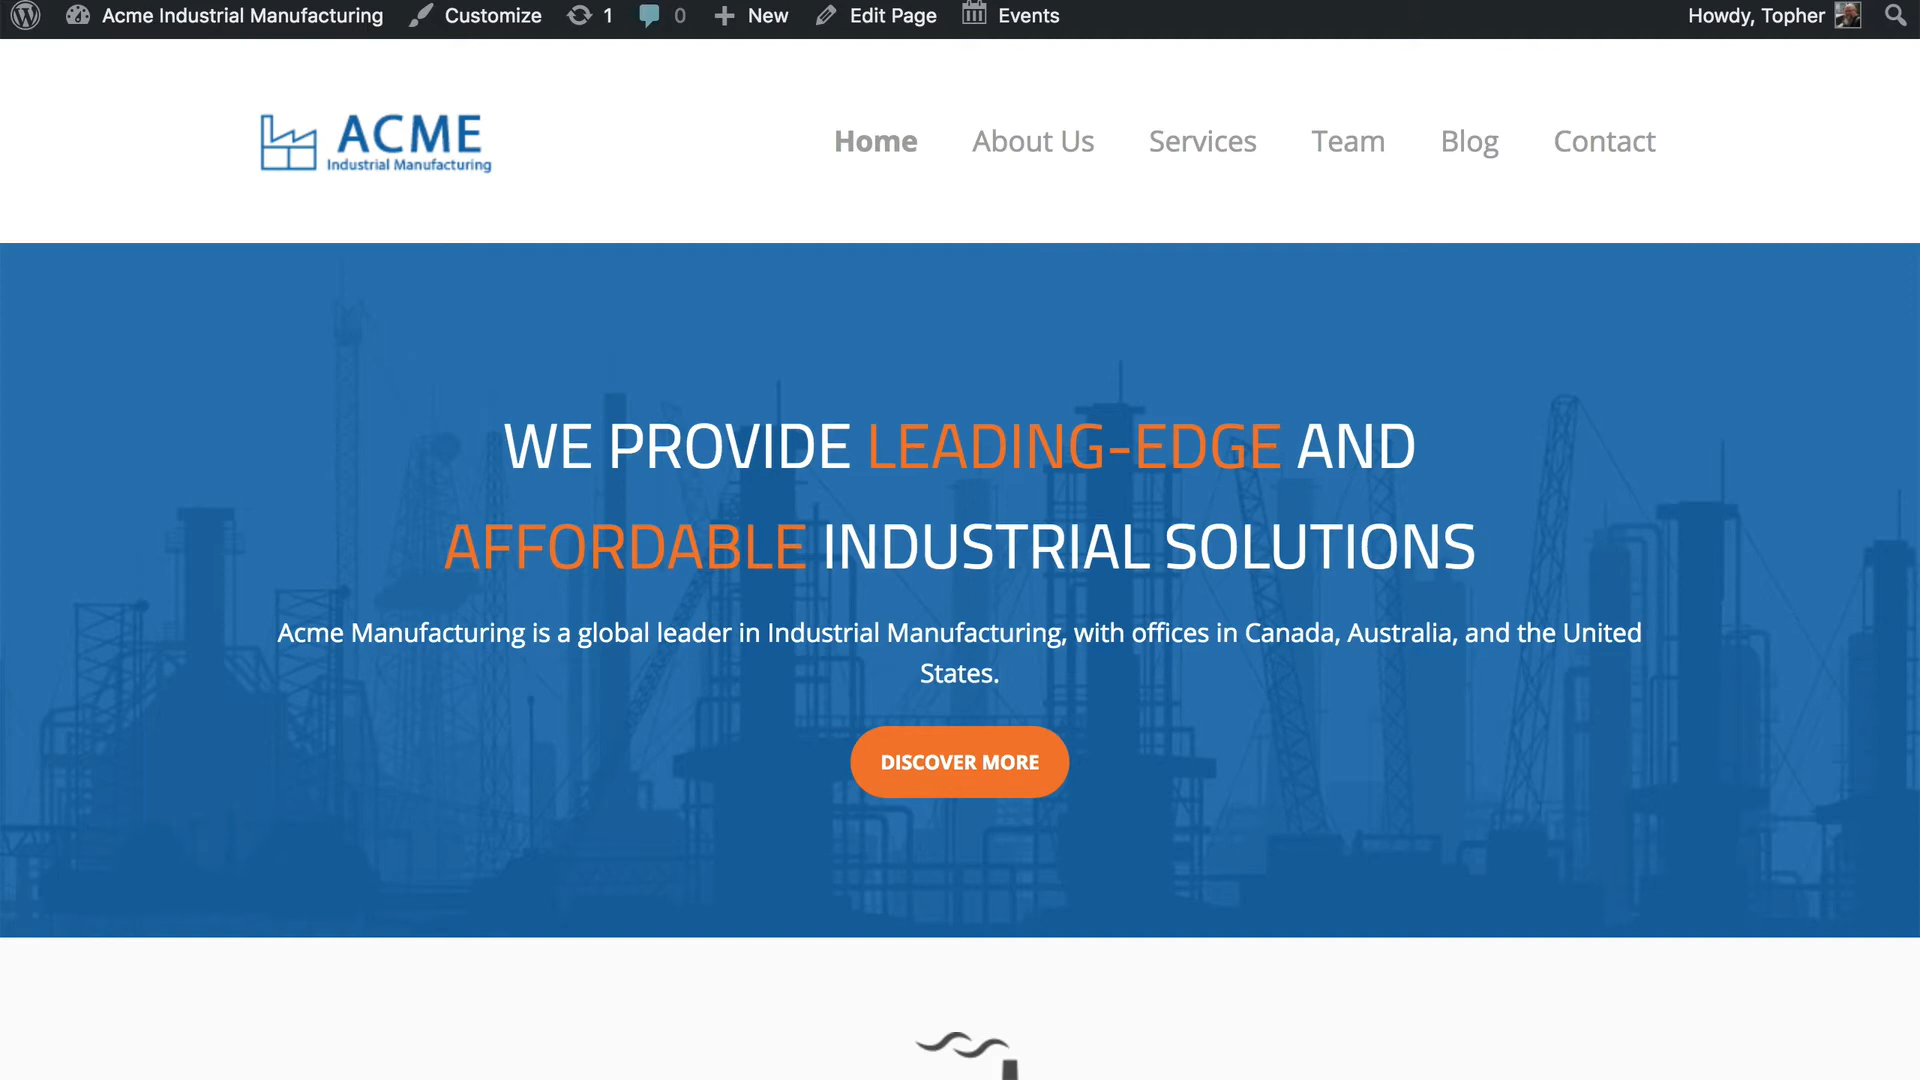 Acme Industrial Manufacturing Customize 1 0 New Edit Page Events Howdy, Topher
ACME
Industrial Manufacturing
Home About Us Services Team Blog Contact
WE PROVIDE LEADING-EDGE AND
AFFORDABLE INDUSTRIAL SOLUTIONS
Acme Manufacturing is a global leader in Industrial Manufacturing, with offices in Canada, Australia, and the United
States.
DISCOVER MORE